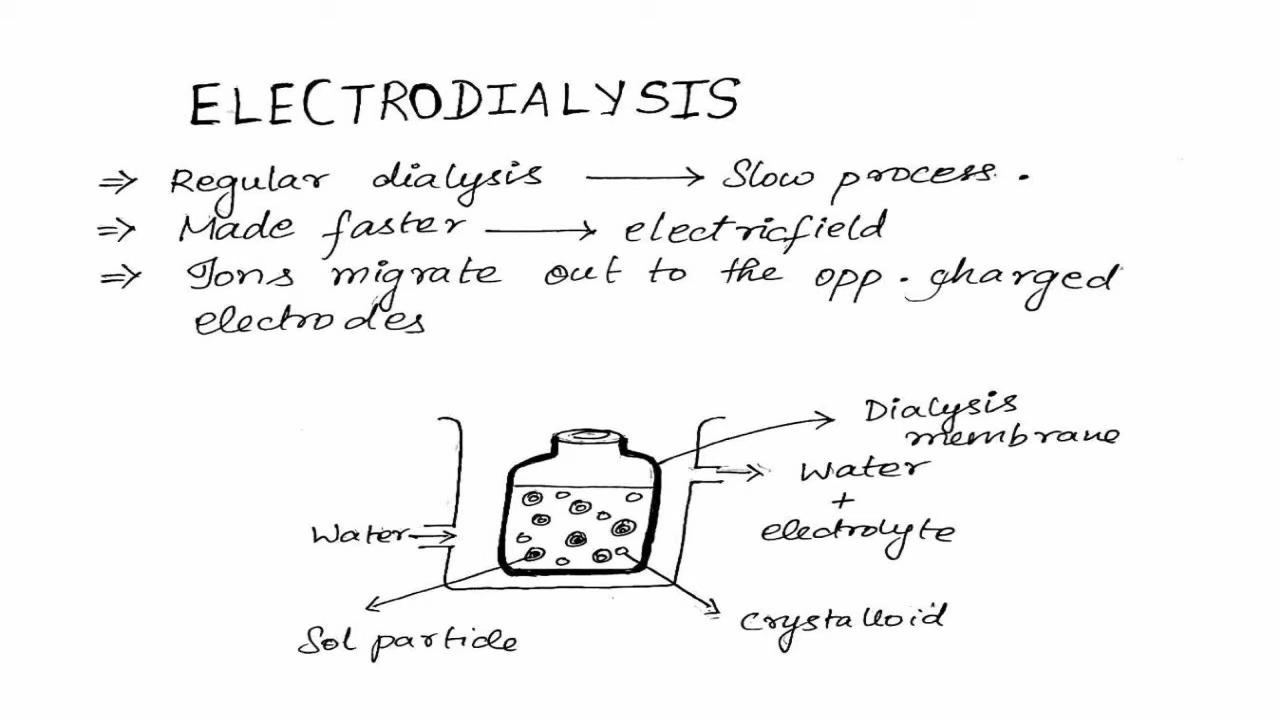 ELECTRODIALYSIS
⇒ Regular dialysis ⟶ Slow process.
⇒ Made faster ⟶ electricfield
⇒ Ions migrate out to the opp. charged
electrodes
Dialysis
membrane
Water
+
electrolyte
Water
Crystalloid
Sol particle